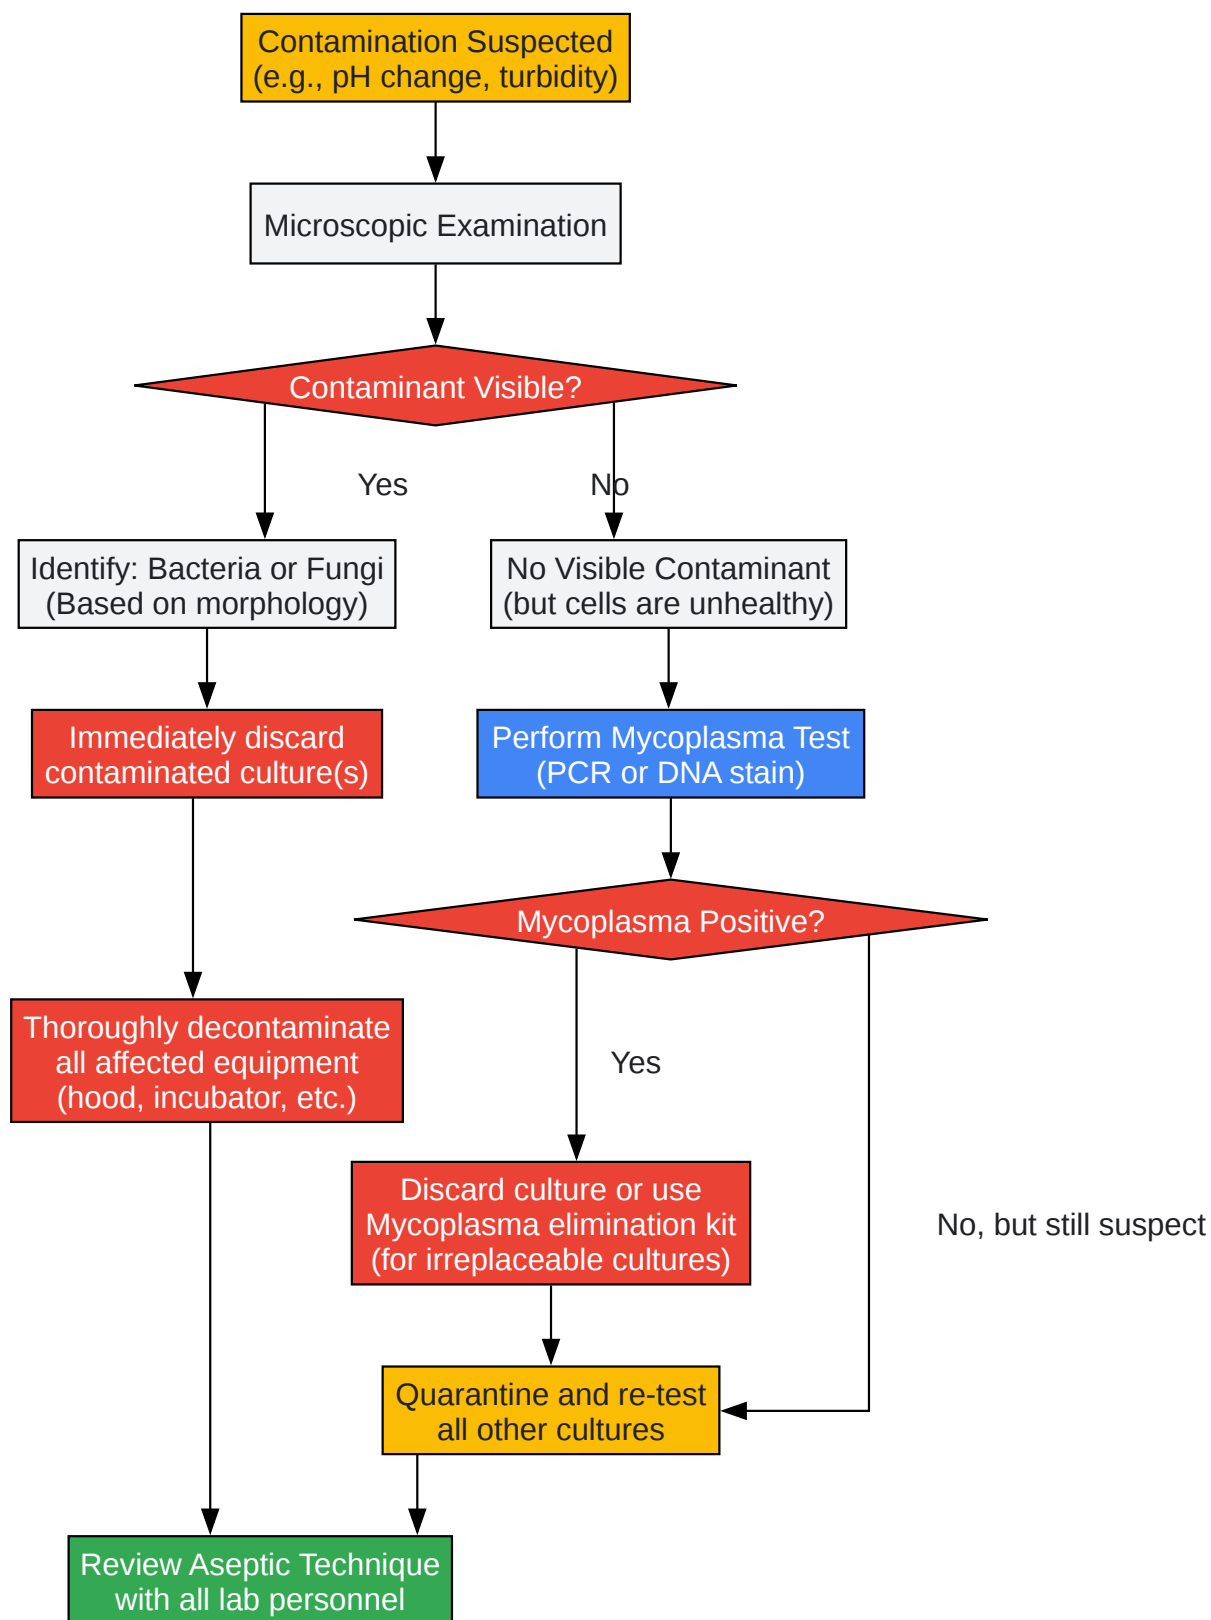 Contamination Suspected
(e.g., pH change, turbidity)
Microscopic Examination
Contaminant Visible?
Yes
No
Identify: Bacteria or Fungi
(Based on morphology)
No Visible Contaminant
(but cells are unhealthy)
Immediately discard
contaminated culture(s)
Perform Mycoplasma Test
(PCR or DNA stain)
Mycoplasma Positive?
Thoroughly decontaminate
all affected equipment
(hood, incubator, etc.)
Yes
Discard culture or use
Mycoplasma elimination kit
(for irreplaceable cultures)
No, but still suspect
Quarantine and re-test
all other cultures
Review Aseptic Technique
with all lab personnel